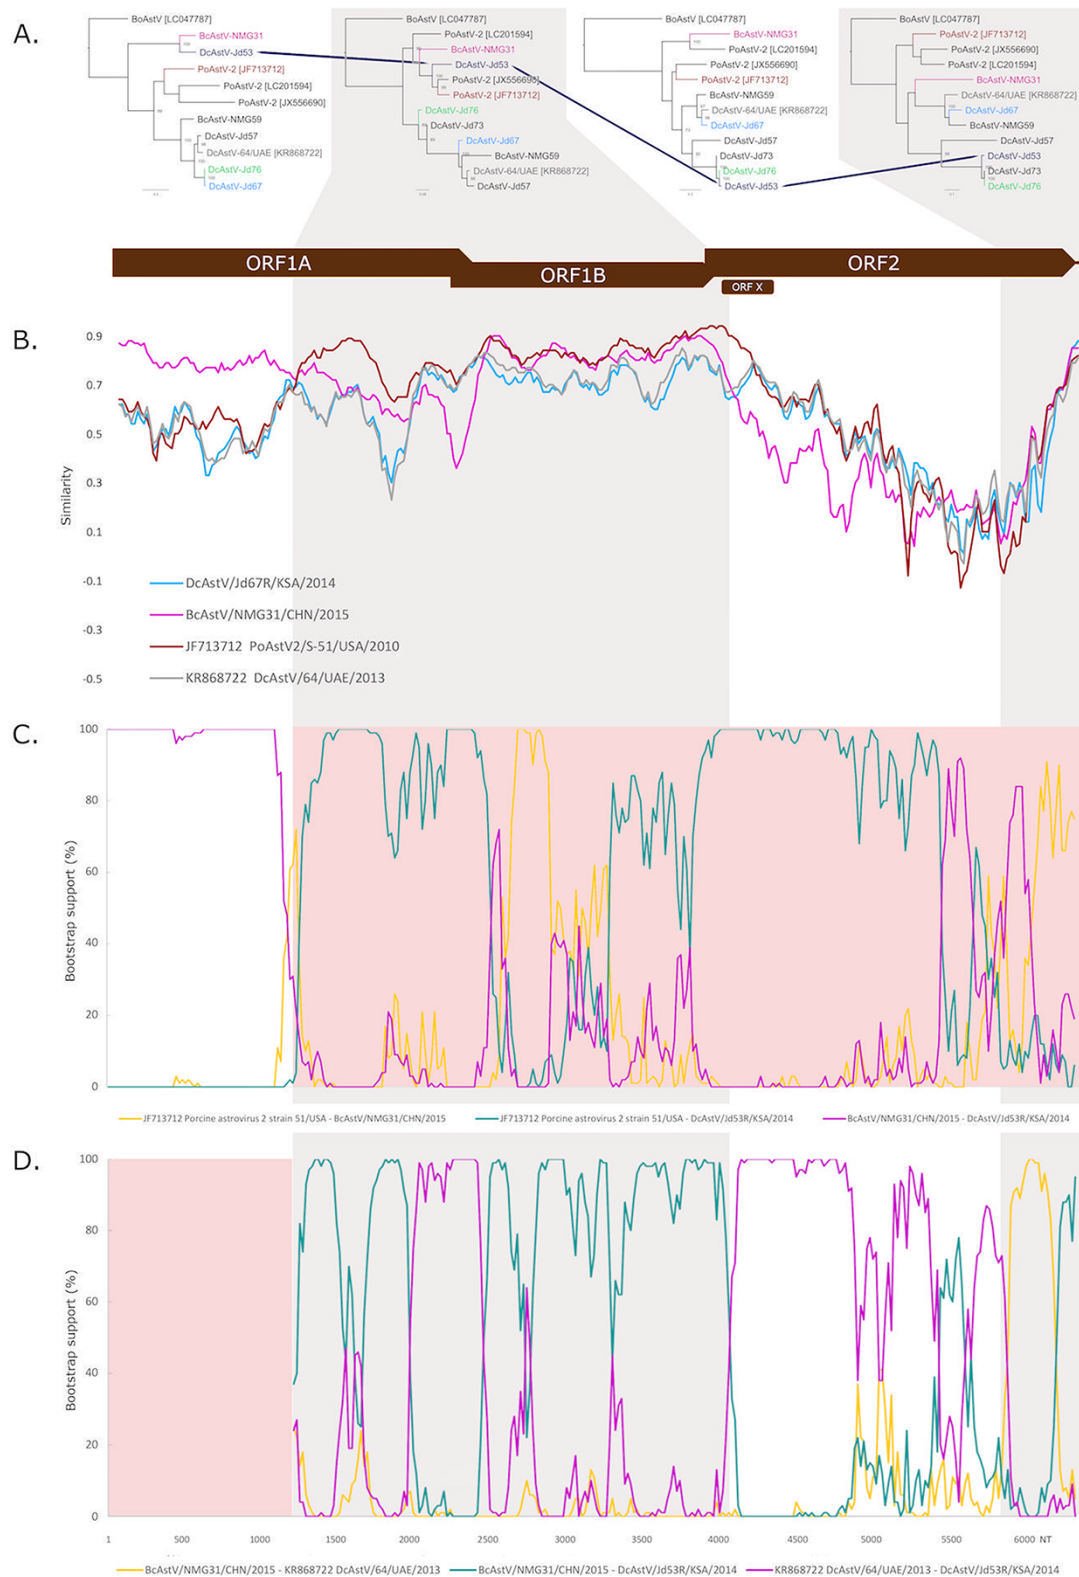 A.
BoAstV [LC047787]
BcAstV-NMG31
DcAstV-Jd53
PoAstV-2 [JF713712]
PoAstV-2 [LC201594]
PoAstV-2 [JX556690]
BcAstV-NMG59
DcAstV-Jd57
DcAstV-64/UAE [KR868722]
DcAstV-Jd76
DcAstV-Jd67
BoAstV [LC047787]
PoAstV-2 [LC201594]
BcAstV-NMG31
DcAstV-Jd53
PoAstV-2 [JX556690]
PoAstV-2 [JF713712]
DcAstV-Jd76
DcAstV-Jd73
DcAstV-Jd67
BcAstV-NMG59
DcAstV-64/UAE [KR868722]
DcAstV-Jd57
BoAstV [LC047787]
BcAstV-NMG31
PoAstV-2 [LC201594]
PoAstV-2 [JX556690]
PoAstV-2 [JF713712]
BcAstV-NMG59
DcAstV-64/UAE [KR868722]
DcAstV-Jd67
DcAstV-Jd57
DcAstV-Jd73
DcAstV-Jd76
DcAstV-Jd53
BoAstV [LC047787]
PoAstV-2 [JF713712]
PoAstV-2 [LC201594]
PoAstV-2 [JX556690]
BcAstV-NMG31
DcAstV-64/UAE [KR868722]
DcAstV-Jd67
BcAstV-NMG59
DcAstV-Jd57
DcAstV-Jd53
DcAstV-Jd73
DcAstV-Jd76
ORF1A
ORF1B
ORF2
ORF X
B.
Similarity
0.9
0.7
0.5
0.3
0.1
-0.1
-0.3
-0.5
DcAstV/Jd67R/KSA/2014
BcAstV/NMG31/CHN/2015
JF713712 PoAstV2/S-51/USA/2010
KR868722 DcAstV/64/UAE/2013
C.
Bootstrap support (%)
100
80
60
40
20
0
JF713712 Porcine astrovirus 2 strain 51/USA - BcAstV/NMG31/CHN/2015
JF713712 Porcine astrovirus 2 strain 51/USA - DcAstV/Jd53R/KSA/2014
BcAstV/NMG31/CHN/2015 - DcAstV/Jd53R/KSA/2014
D.
Bootstrap support (%)
100
80
60
40
20
0
1 500 1000 1500 2000 2500 3000 3500 4000 4500 5000 5500 6000 NT
BcAstV/NMG31/CHN/2015 - KR868722 DcAstV/64/UAE/2013
BcAstV/NMG31/CHN/2015 - DcAstV/Jd53R/KSA/2014
KR868722 DcAstV/64/UAE/2013 - DcAstV/Jd53R/KSA/2014